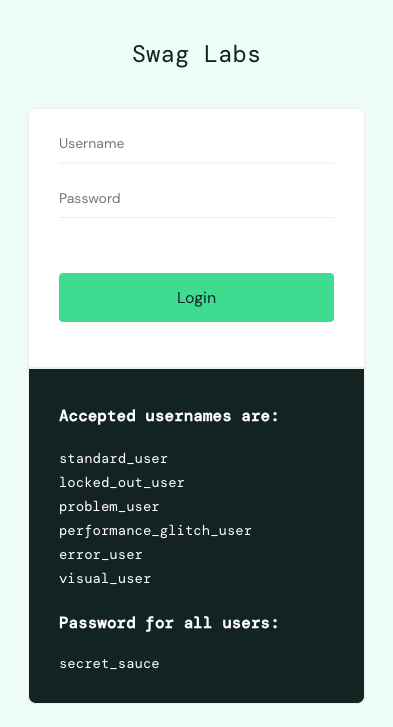 Swag Labs
Username
Password
Login
Accepted usernames are:
standard_user
locked_out_user
problem_user
performance_glitch_user
error_user
visual_user
Password for all users:
secret_sauce